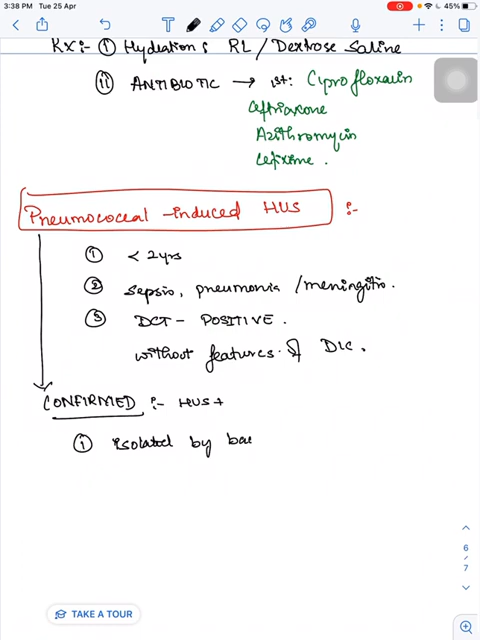 3:38 PM Tue 25 Apr 45%
Rx:- (i) Hydration: RL / Dextrose Saline
(ii) ANTIBIOTIC → 1st: Ciprofloxacin
Ceftriaxone
Azithromycin
Cefixime.
Pneumococcal-induced HUS :-
① < 2yrs
② Sepsis, pneumonia / meningitis.
③ DCT - POSITIVE.
without features of DIC.
CONFIRMED :- HUS +
① isolated by bac
6
/
7
TAKE A TOUR